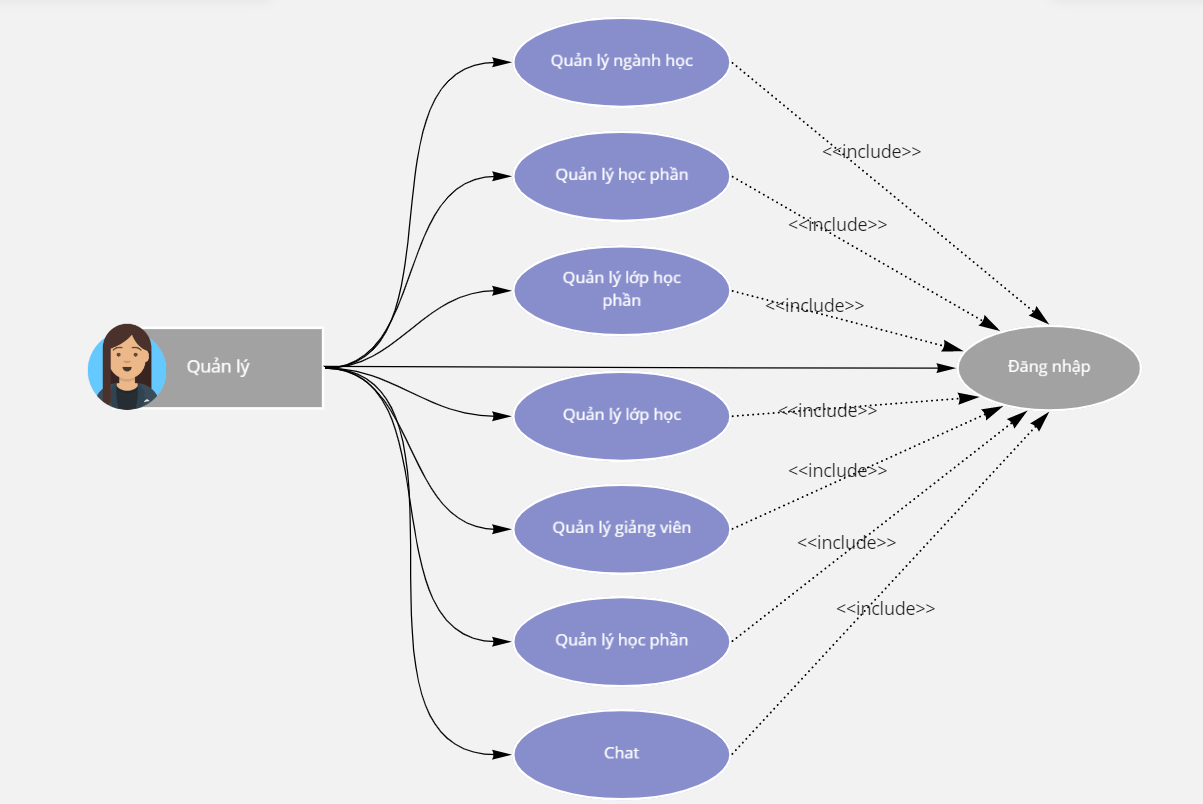 Quản lý ngành học
<<include>>
Quản lý học phần
<<include>>
Quản lý lớp học
phần
<<include>>
Quản lý
Đăng nhập
Quản lý lớp học
<<include>>
<<include>>
Quản lý giảng viên
<<include>>
Quản lý học phần
<<include>>
Chat